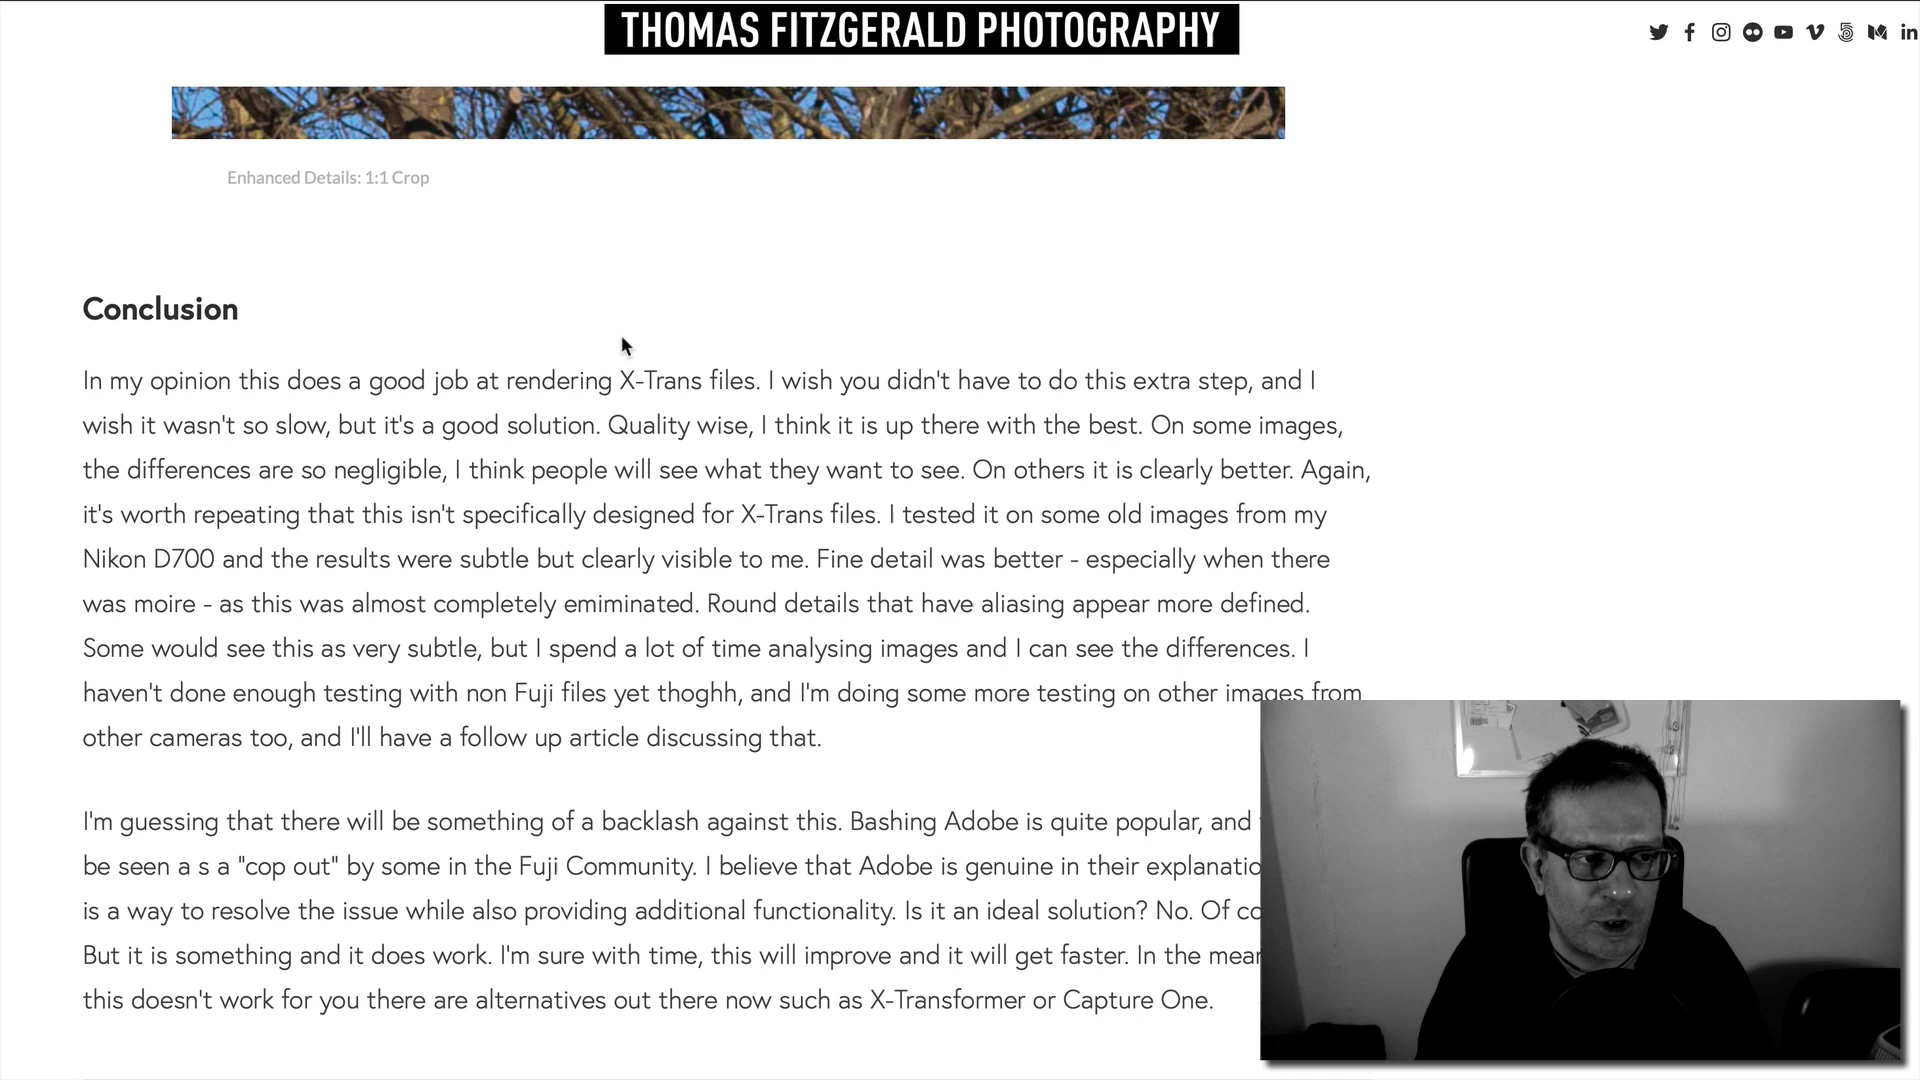 THOMAS FITZGERALD PHOTOGRAPHY
Enhanced Details: 1:1 Crop
Conclusion
In my opinion this does a good job at rendering X-Trans files. I wish you didn't have to do this extra step, and I
wish it wasn't so slow, but it's a good solution. Quality wise, I think it is up there with the best. On some images,
the differences are so negligible, I think people will see what they want to see. On others it is clearly better. Again,
it's worth repeating that this isn't specifically designed for X-Trans files. I tested it on some old images from my
Nikon D700 and the results were subtle but clearly visible to me. Fine detail was better - especially when there
was moire - as this was almost completely emiminated. Round details that have aliasing appear more defined.
Some would see this as very subtle, but I spend a lot of time analysing images and I can see the differences. I
haven't done enough testing with non Fuji files yet thoghh, and I'm doing some more testing on other images from
other cameras too, and I'll have a follow up article discussing that.
I'm guessing that there will be something of a backlash against this. Bashing Adobe is quite popular, and
be seen a s a "cop out" by some in the Fuji Community. I believe that Adobe is genuine in their
is a way to resolve the issue while also providing additional functionality. Is it an ideal solution? No. Of
But it is something and it does work. I'm sure with time, this will improve and it will get faster. In the
this doesn't work for you there are alternatives out there now such as X-Transformer or Capture One.